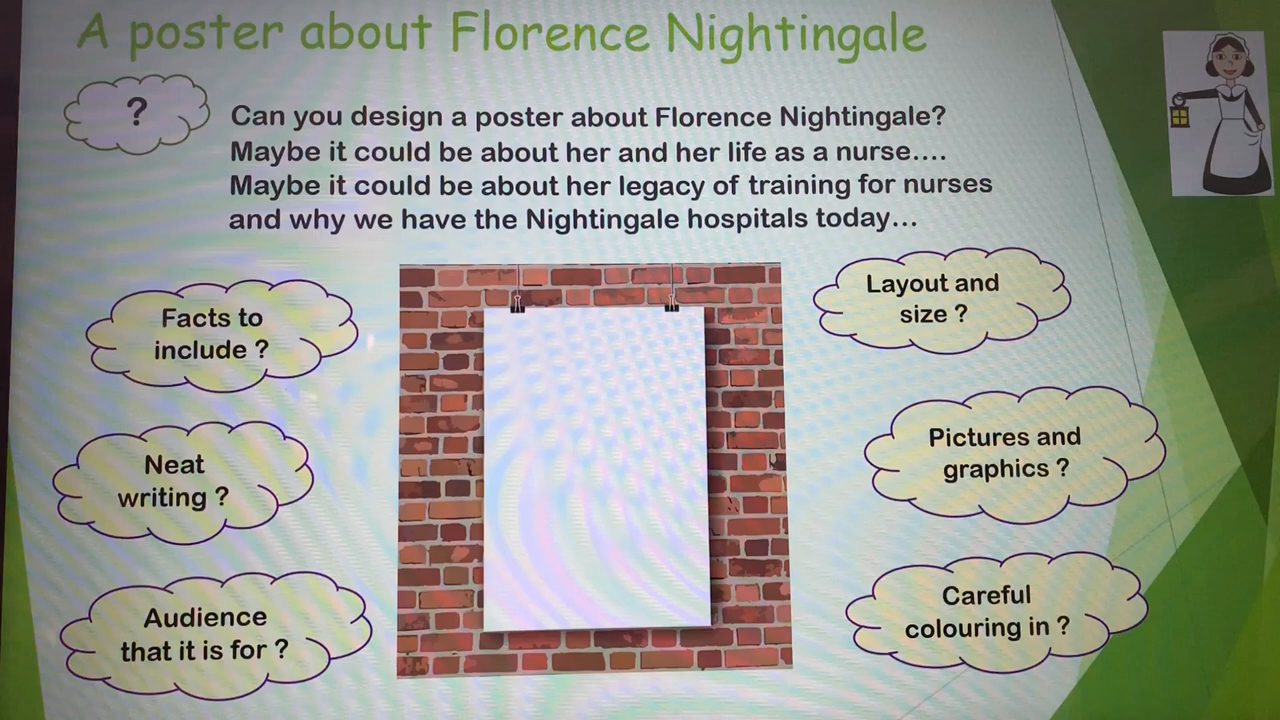 A poster about Florence Nightingale
?
Can you design a poster about Florence Nightingale?
Maybe it could be about her and her life as a nurse....
Maybe it could be about her legacy of training for nurses
and why we have the Nightingale hospitals today...
Facts to
include ?
Layout and
size ?
Neat
writing ?
Pictures and
graphics ?
Audience
that it is for ?
Careful
colouring in ?